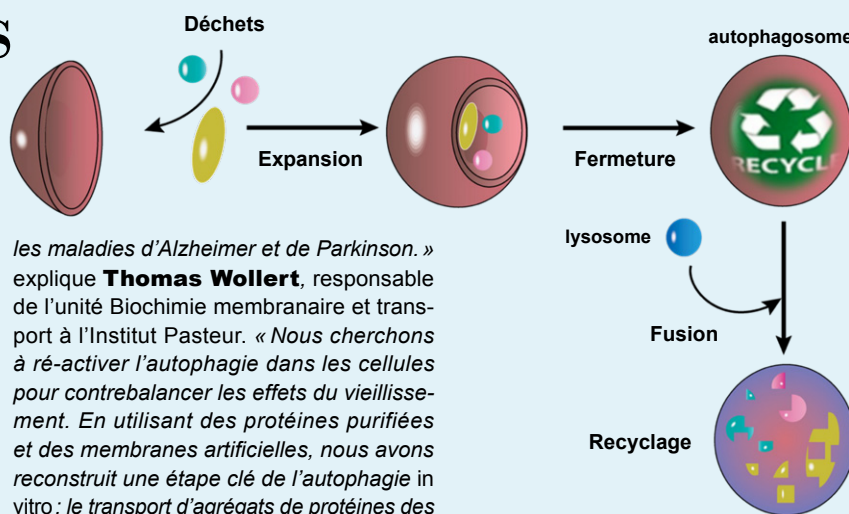 s
Déchets
autophagosome
Expansion
Fermeture
RECYCLE
lysosome
Fusion
Recyclage
les maladies d’Alzheimer et de Parkinson. »
explique Thomas Wollert, responsable
de l’unité Biochimie membranaire et trans-
port à l’Institut Pasteur. « Nous cherchons
à ré-activer l’autophagie dans les cellules
pour contrebalancer les effets du vieillisse-
ment. En utilisant des protéines purifiées
et des membranes artificielles, nous avons
reconstruit une étape clé de l’autophagie in
vitro : le transport d’agrégats de protéines des